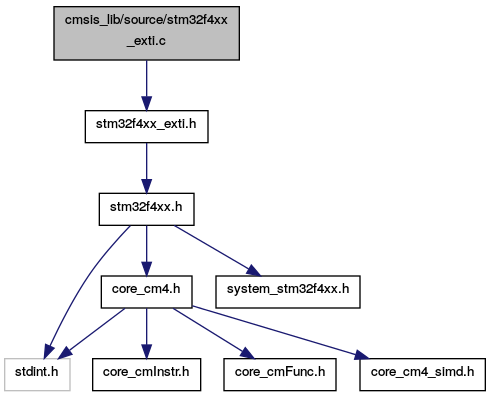 cmsis_lib/source/stm32f4xx
_exti.c
stm32f4xx_exti.h
stm32f4xx.h
core_cm4.h
system_stm32f4xx.h
stdint.h
core_cmInstr.h
core_cmFunc.h
core_cm4_simd.h